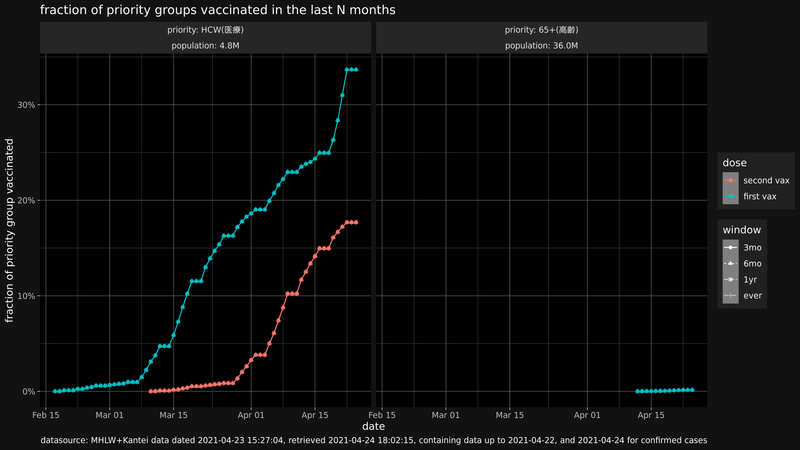 fraction of priority groups vaccinated in the last N months
priority: HCW(医療)
population: 4.8M
priority: 65+(高齢)
population: 36.0M
fraction of priority group vaccinated
30%
20%
10%
0%
Feb 15
Mar 01
Mar 15
Apr 01
Apr 15
Feb 15
Mar 01
Mar 15
Apr 01
Apr 15
date
dose
second vax
first vax
window
3mo
6mo
1yr
ever
datasource: MHLW+Kantei data dated 2021-04-23 15:27:04, retrieved 2021-04-24 18:02:15, containing data up to 2021-04-22, and 2021-04-24 for confirmed cases